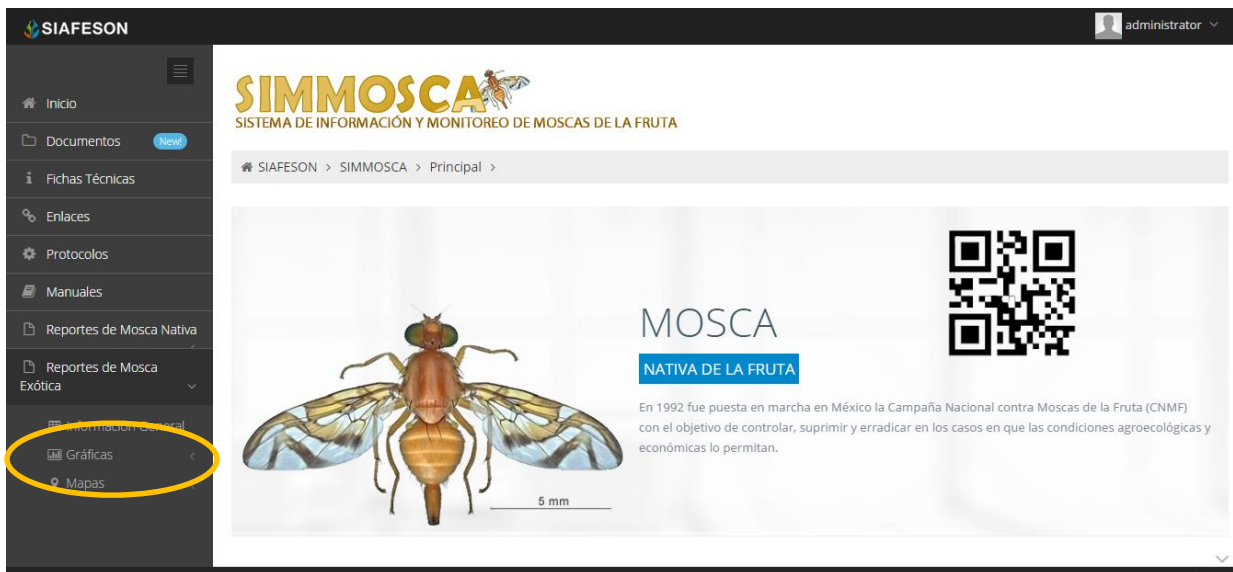 SIAFESON
administrator
Inicio
Documentos New!
Fichas Técnicas
Enlaces
Protocolos
Manuales
Reportes de Mosca Nativa
Reportes de Mosca
Exótica
Información General
Gráficas
Mapas
SIMMOSCA
SISTEMA DE INFORMACIÓN Y MONITOREO DE MOSCAS DE LA FRUTA
SIAFESON > SIMMOSCA > Principal >
MOSCA
NATIVA DE LA FRUTA
En 1992 fue puesta en marcha en México la Campaña Nacional contra Moscas de la Fruta (CNMF)
con el objetivo de controlar, suprimir y erradicar en los casos en que las condiciones agroecológicas y
económicas lo permitan.
5 mm